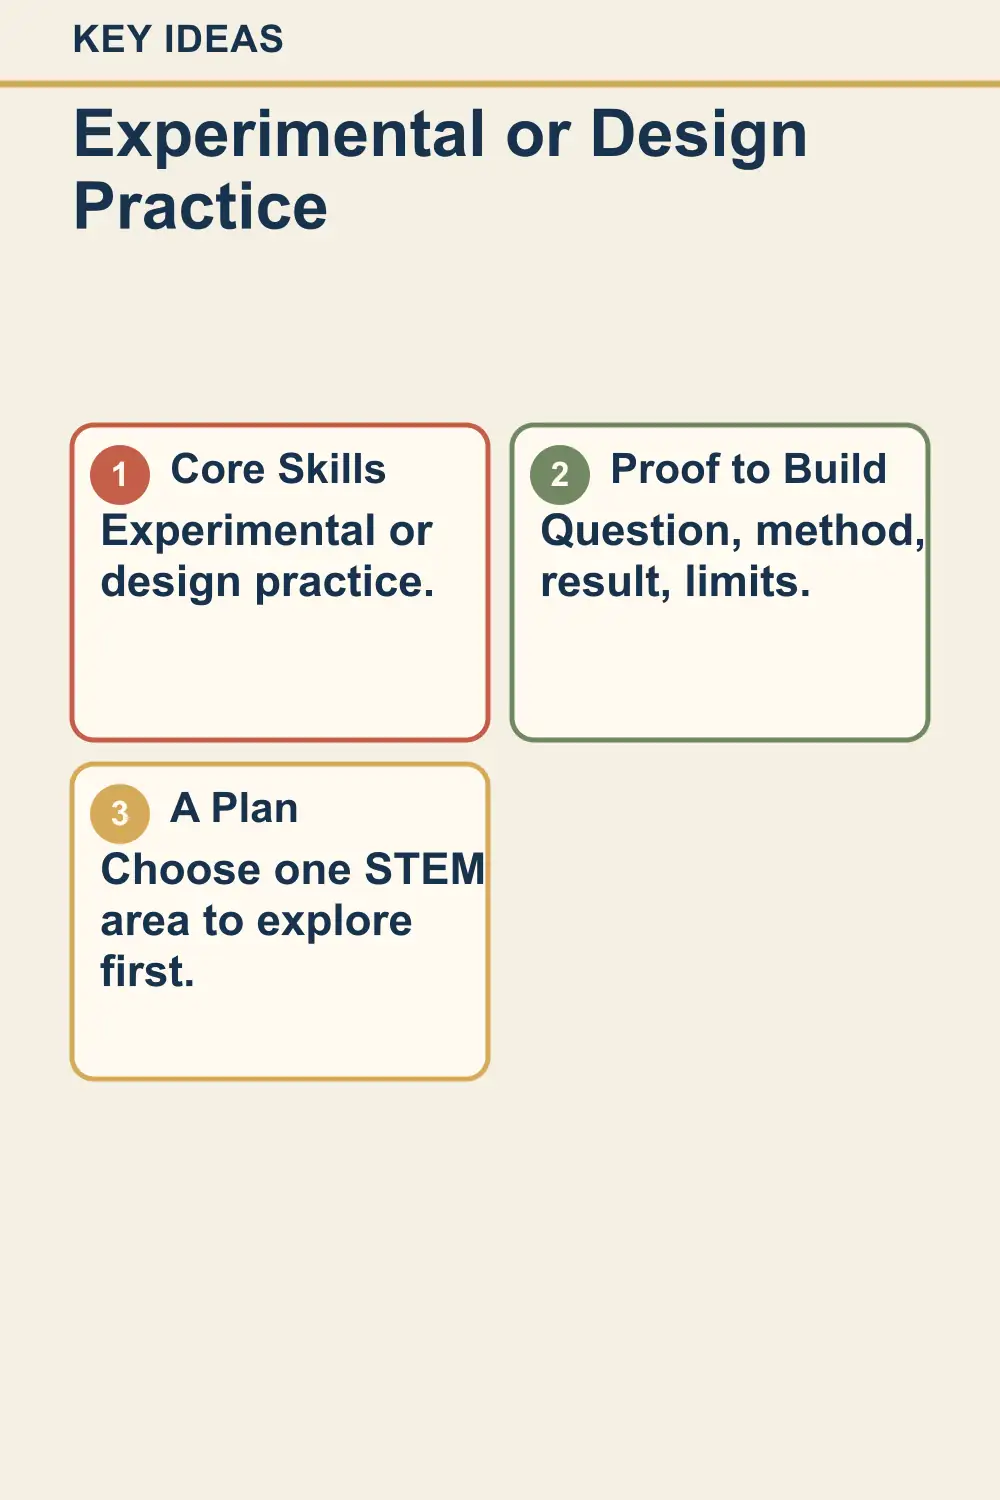 KEY IDEAS
Experimental or Design
Practice
1 Core Skills
Experimental or
design practice.
2 Proof to Build
Question, method,
result, limits.
3 A Plan
Choose one STEM
area to explore
first.